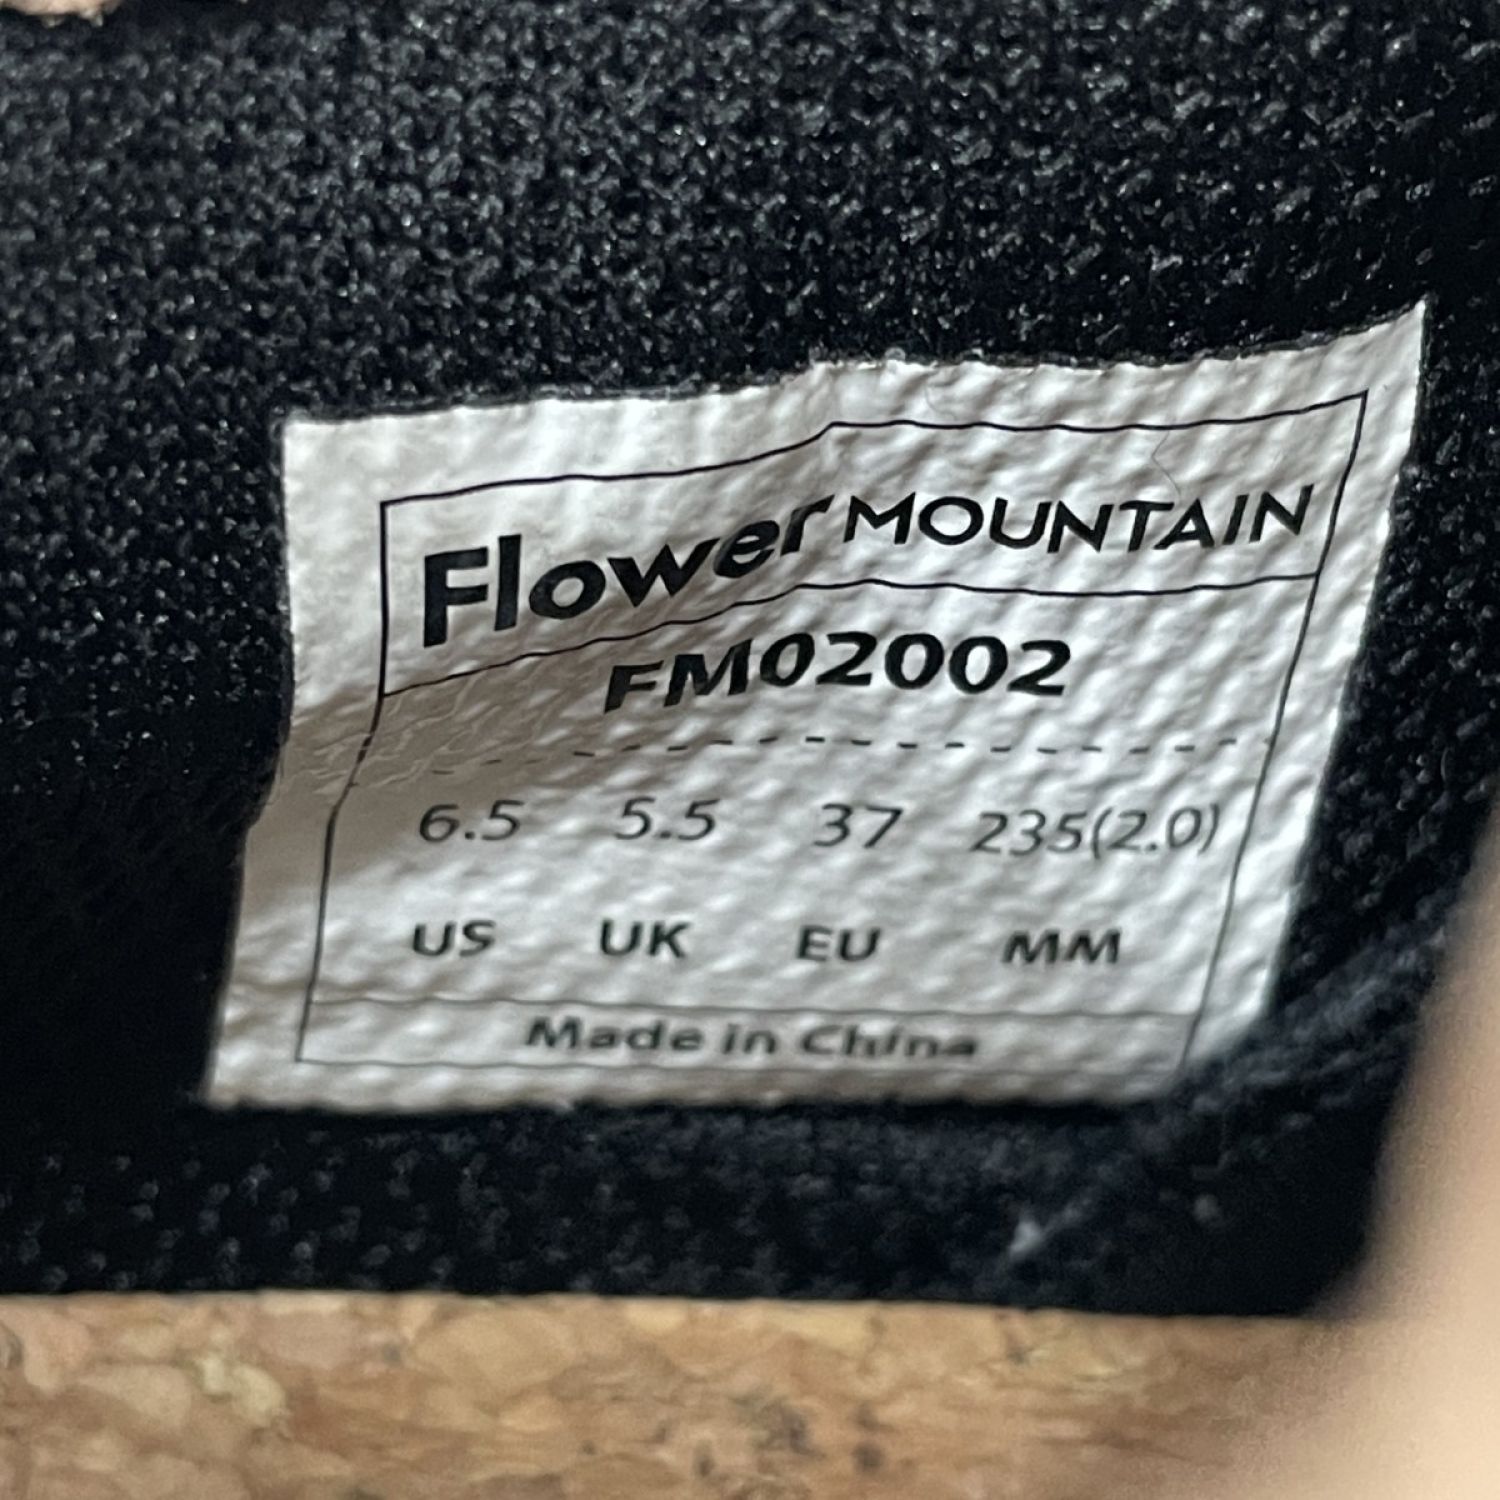 Flower MOUNTAIN
FM02002
6.5 5.5 37 235(2.0)
US UK EU MM
Made in China